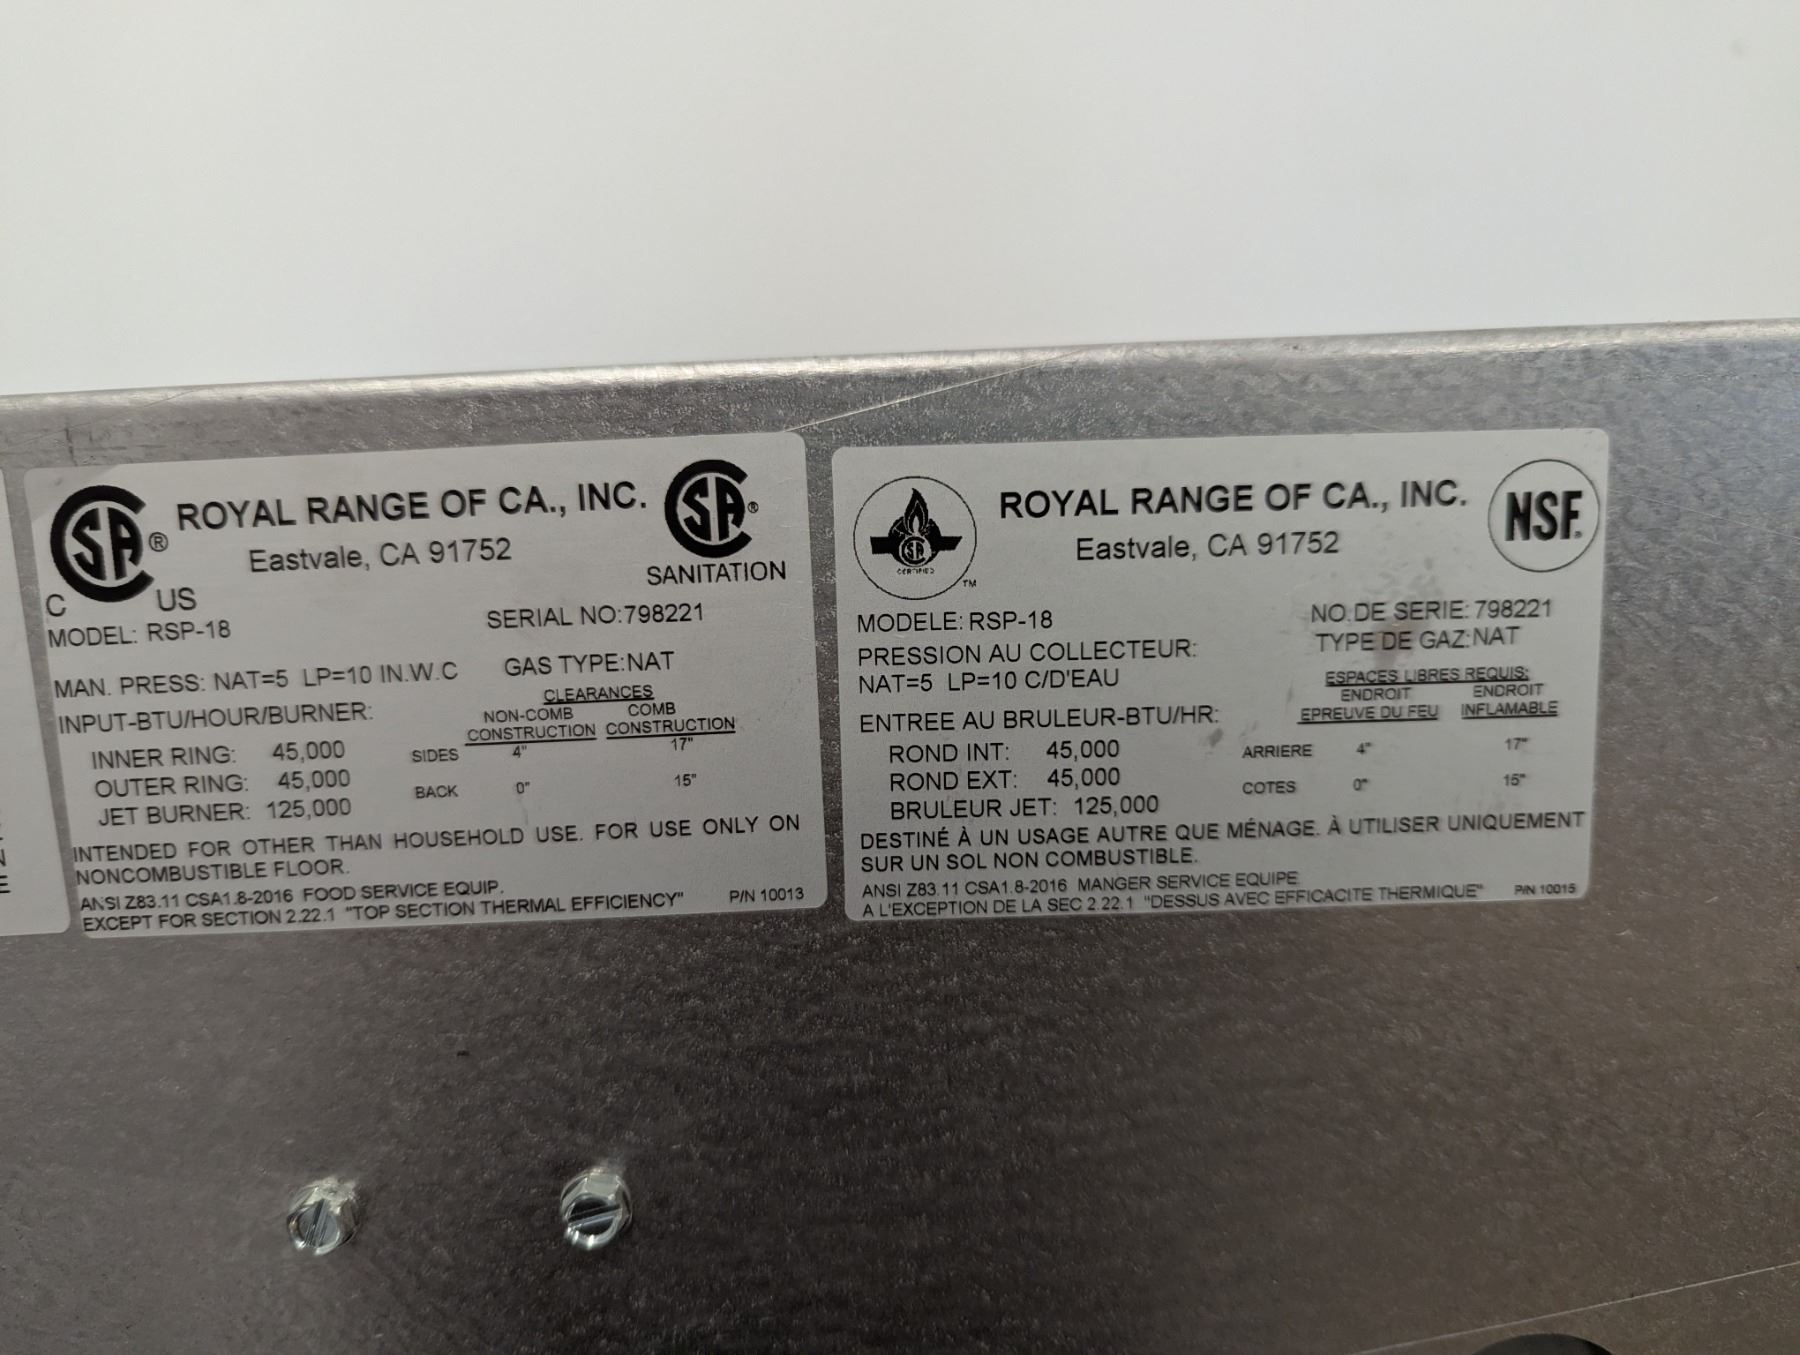 CSA®
C US
ROYAL RANGE OF CA., INC.
Eastvale, CA 91752
SA®
SANITATION
MODEL: RSP-18
SERIAL NO:798221
MAN. PRESS: NAT=5 LP=10 IN.W.C
GAS TYPE:NAT
INPUT-BTU/HOUR/BURNER:
CLEARANCES
NON-COMB COMB
CONSTRUCTION CONSTRUCTION
INNER RING: 45,000
SIDES 4" 17"
OUTER RING: 45,000
BACK 0" 15"
JET BURNER: 125,000
INTENDED FOR OTHER THAN HOUSEHOLD USE. FOR USE ONLY ON
NONCOMBUSTIBLE FLOOR.
ANSI Z83.11 CSA1.8-2016 FOOD SERVICE EQUIP.
EXCEPT FOR SECTION 2.22.1 "TOP SECTION THERMAL EFFICIENCY" P/N 10013
SA
CERTIFIED
TM
ROYAL RANGE OF CA., INC.
Eastvale, CA 91752
NSF®
MODELE: RSP-18
NO.DE SERIE: 798221
PRESSION AU COLLECTEUR:
TYPE DE GAZ:NAT
NAT=5 LP=10 C/D'EAU
ESPACES LIBRES REQUIS:
ENDROIT ENDROIT
EPREUVE DU FEU INFLAMABLE
ENTREE AU BRULEUR-BTU/HR:
ROND INT: 45,000
ARRIERE 4" 17"
ROND EXT: 45,000
COTES 0" 15"
BRULEUR JET: 125,000
DESTINÉ À UN USAGE AUTRE QUE MÉNAGE. À UTILISER UNIQUEMENT
SUR UN SOL NON COMBUSTIBLE.
ANSI Z83.11 CSA1.8-2016 MANGER SERVICE EQUIPE
A L'EXCEPTION DE LA SEC 2.22.1 "DESSUS AVEC EFFICACITE THERMIQUE" P/N 10015